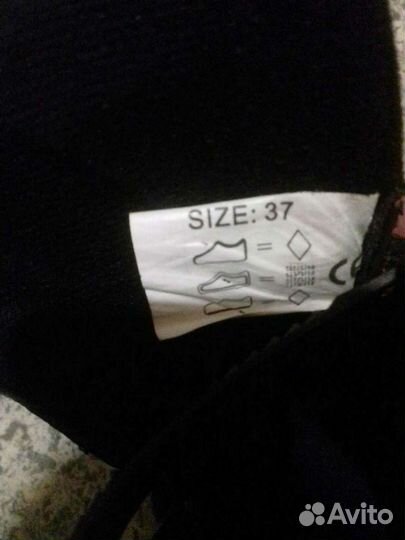 SIZE: 37
=
=
=
CE
Avito